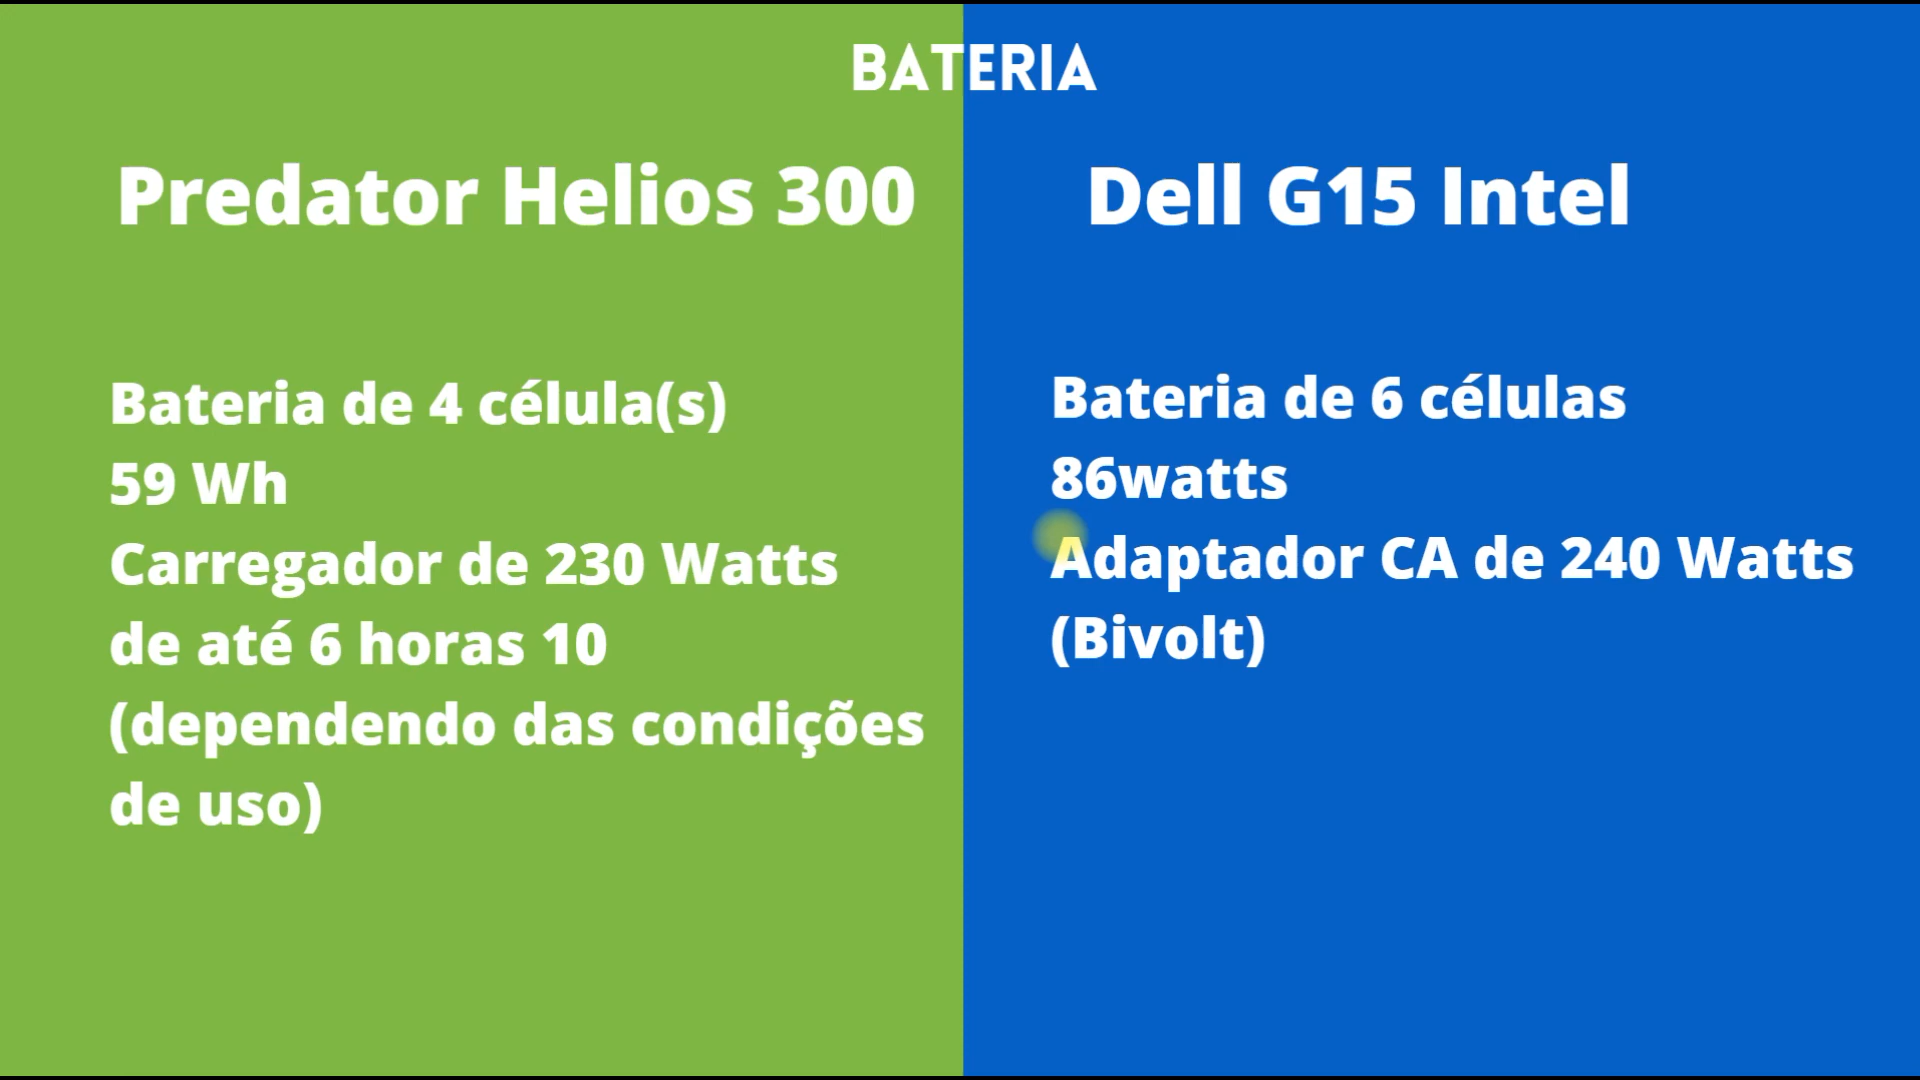 BATERIA
Predator Helios 300
Bateria de 4 célula(s)
59 Wh
Carregador de 230 Watts
de até 6 horas 10
(dependendo das condições
de uso)
Dell G15 Intel
Bateria de 6 células
86watts
Adaptador CA de 240 Watts
(Bivolt)